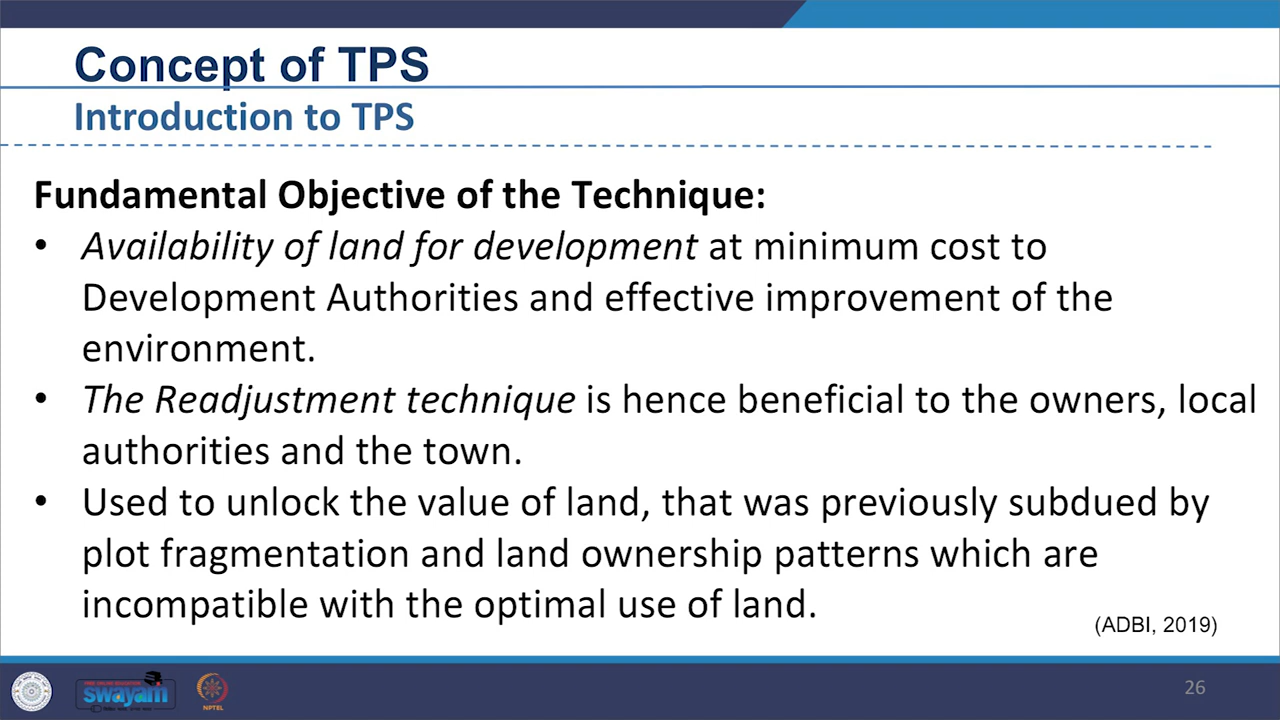 Concept of TPS
Introduction to TPS
Fundamental Objective of the Technique:
• Availability of land for development at minimum cost to
Development Authorities and effective improvement of the
environment.
• The Readjustment technique is hence beneficial to the owners, local
authorities and the town.
• Used to unlock the value of land, that was previously subdued by
plot fragmentation and land ownership patterns which are
incompatible with the optimal use of land.
(ADBI, 2019)
swayam
NPTEL
26